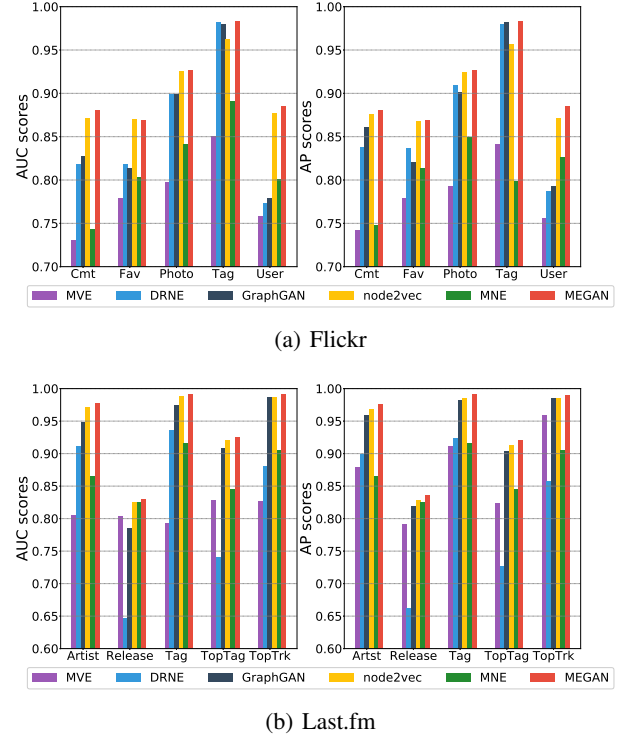 1.00
0.95
0.90
0.85
0.80
0.75
0.70
AUC scores
Cmt Fav Photo Tag User
1.00
0.95
0.90
0.85
0.80
0.75
0.70
AP scores
Cmt Fav Photo Tag User
MVE DRNE GraphGAN node2vec MNE MEGAN
(a) Flickr
1.00
0.95
0.90
0.85
0.80
0.75
0.70
0.65
0.60
AUC scores
Artist Release Tag TopTag TopTrk
1.00
0.95
0.90
0.85
0.80
0.75
0.70
0.65
0.60
AP scores
Artst Release Tag TopTag TopTrk
MVE DRNE GraphGAN node2vec MNE MEGAN
(b) Last.fm